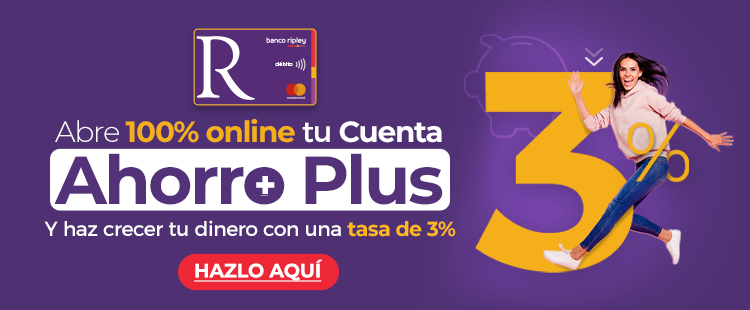 R
banco ripley
débito
mastercard
Abre 100% online tu Cuenta
Ahorro Plus
Y haz crecer tu dinero con una tasa de 3%
HAZLO AQUÍ
3%